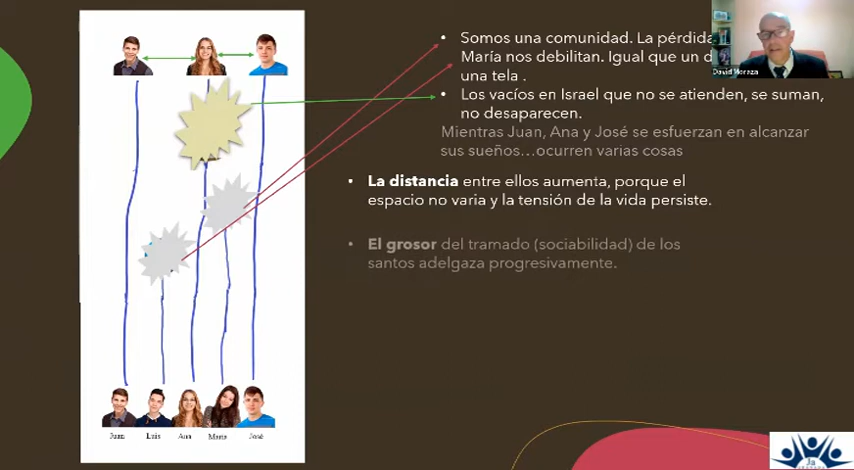 Somos una comunidad. La pérdida
María nos debilitan. Igual que un d
una tela .
Los vacíos en Israel que no se atienden, se suman,
no desaparecen.
Mientras Juan, Ana y José se esfuerzan en alcanzar
sus sueños…ocurren varias cosas
La distancia entre ellos aumenta, porque el
espacio no varia y la tensión de la vida persiste.
El grosor del tramado (sociabilidad) de los
santos adelgaza progresivamente.
David Moraza
Juan Luis Ana Maria José